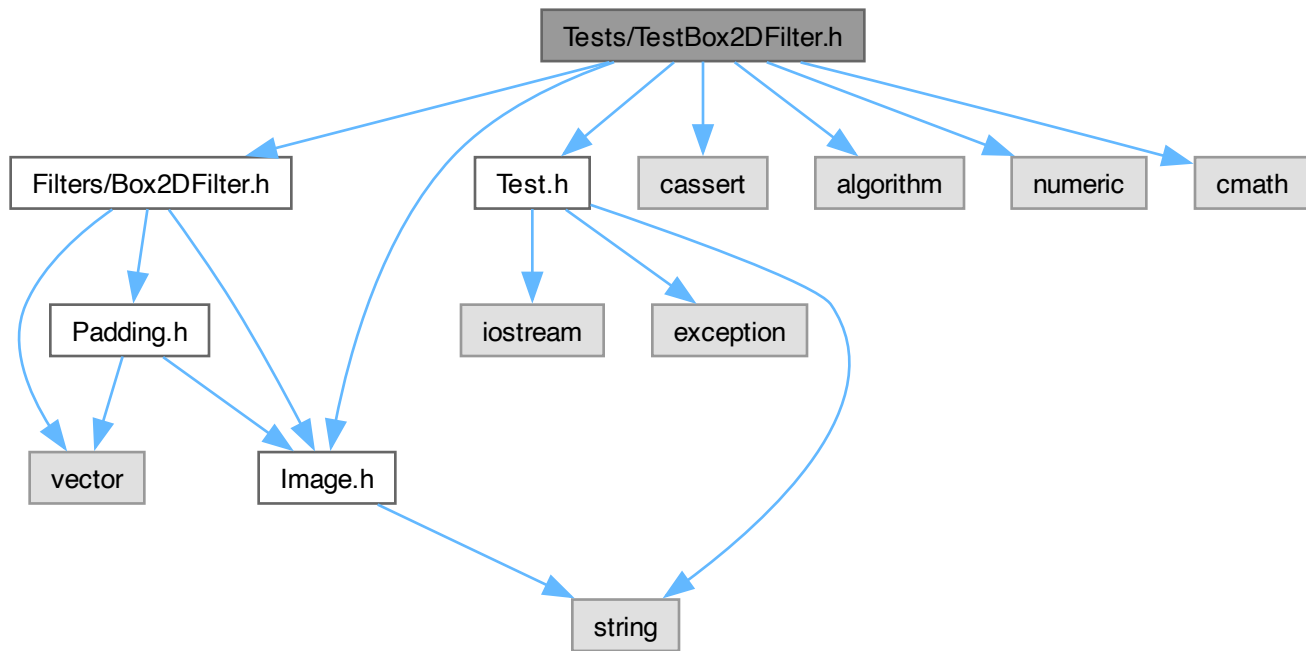 Tests/TestBox2DFilter.h
Filters/Box2DFilter.h
Test.h
cassert
algorithm
numeric
cmath
Padding.h
iostream
exception
vector
Image.h
string